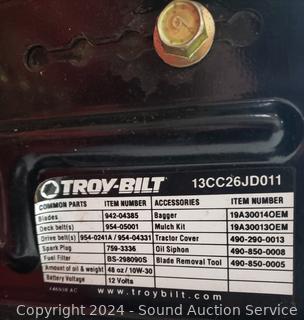 TROY-BILT 13CC26JD011
COMMON PARTS ITEM NUMBER ACCESSORIES ITEM NUMBER
Blades 942-04385 Bagger 19A30014OEM
Deck belt(s) 954-05001 Mulch Kit 19A30013OEM
Drive belt(s) 954-0241A / 954-04331 Tractor Cover 490-290-0013
Spark Plug 759-3336 Oil Siphon 490-850-0008
Fuel Filter BS-298090S Blade Removal Tool 490-850-0005
Amount of oil & weight 48 oz / 10W-30
Battery Voltage 12 Volts
www.troybilt.com
Copyright 2024 - Sound Auction Service